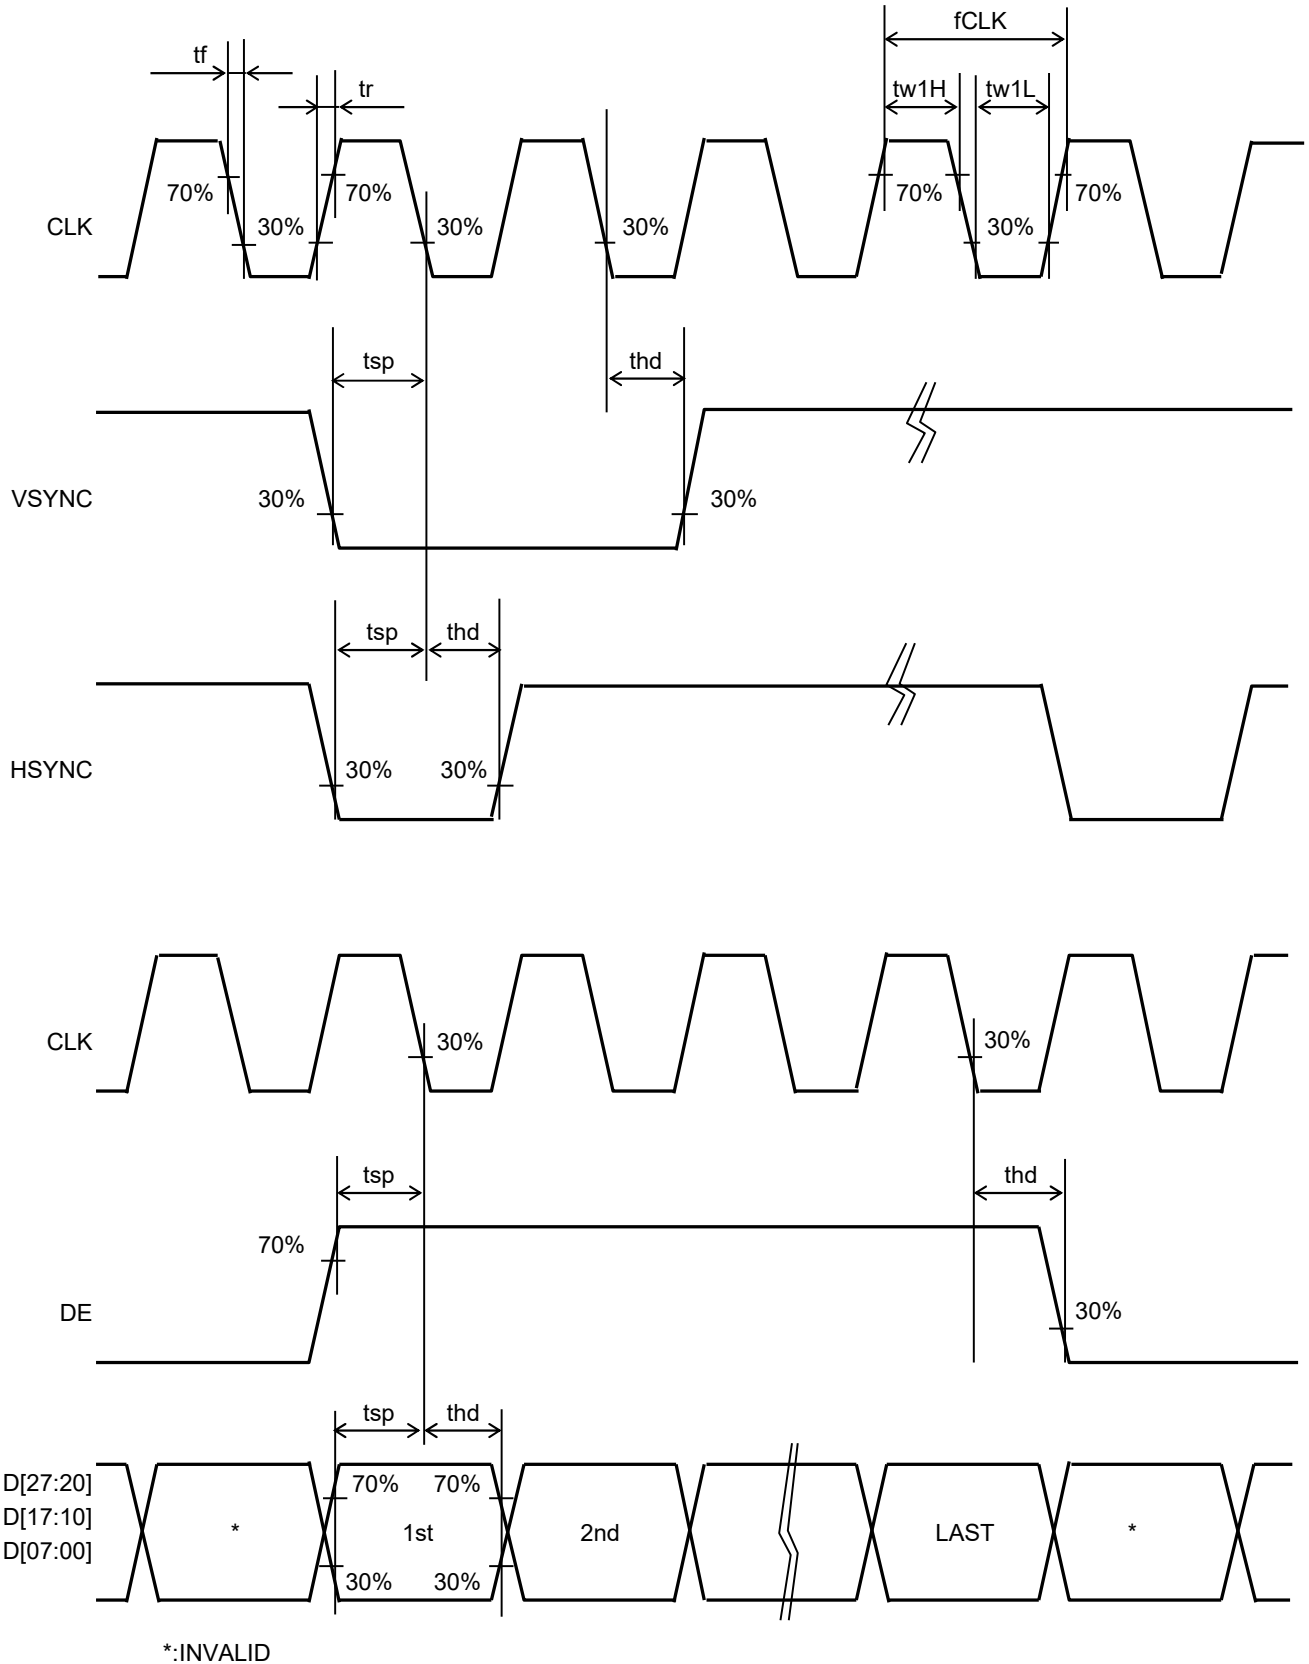 fCLK
tf
tr
tw1H
tw1L
70%
70%
70%
70%
CLK
30%
30%
30%
30%
tsp
thd
VSYNC
30%
30%
tsp
thd
HSYNC
30%
30%
CLK
30%
30%
tsp
thd
70%
DE
30%
tsp
thd
D[27:20]
70%
70%
D[17:10]
*
1st
2nd
LAST
*
D[07:00]
30%
30%
*:INVALID